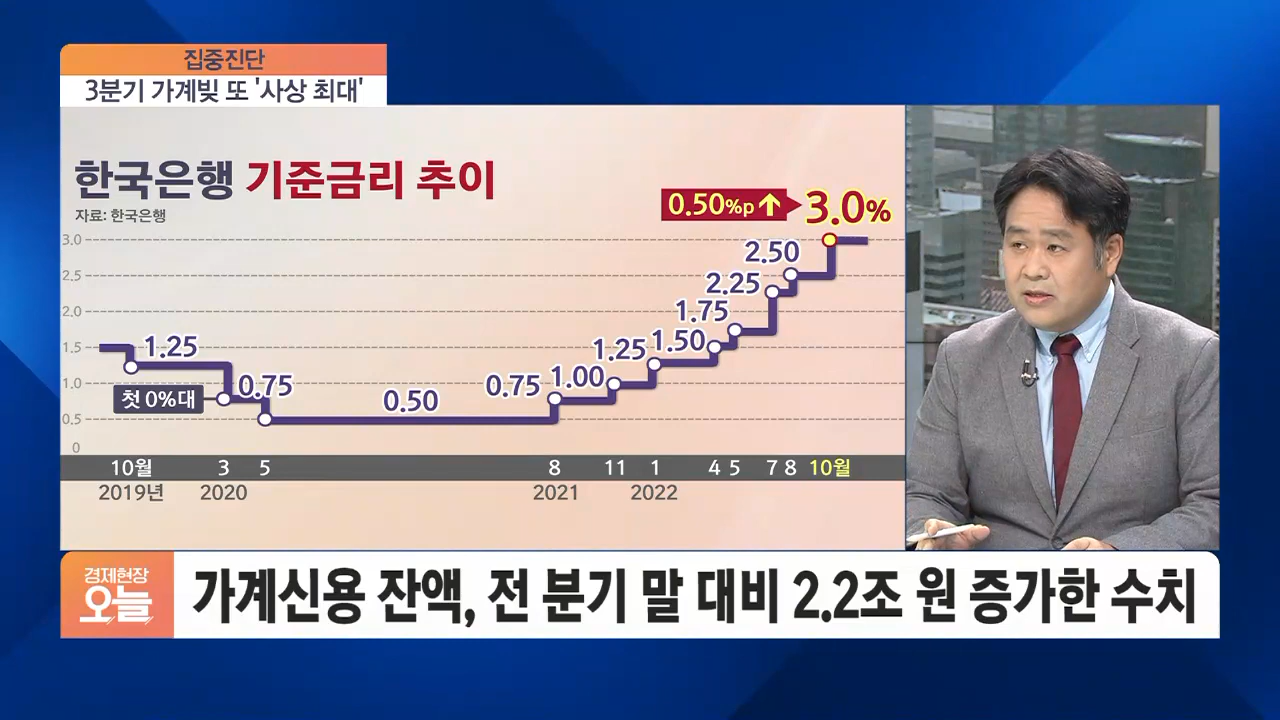 집중진단
3분기 가계빚 또 '사상 최대'
한국은행 기준금리 추이
자료: 한국은행
0.50%p 3.0%
3.0
2.5
2.0
1.5
1.0
0.5
0
1.25
첫 0%대
0.75
0.50
0.75
1.00
1.25
1.50
1.75
2.25
2.50
10월 3 5 8 11 1 4 5 7 8 10월
2019년 2020 2021 2022
경제현장
오늘
가계신용 잔액, 전 분기 말 대비 2.2조 원 증가한 수치